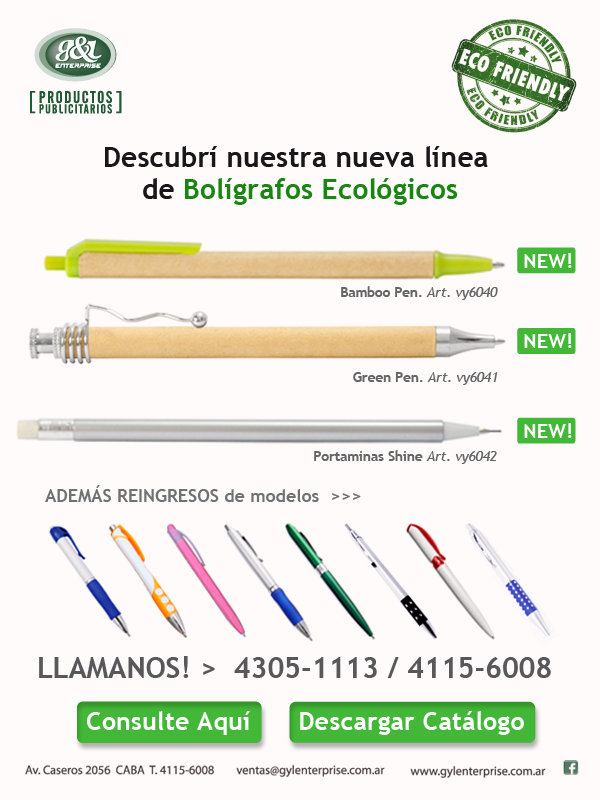 g&l
ENTERPRISE
[PRODUCTOS
PUBLICITARIOS]
ECO FRIENDLY
ECO FRIENDLY
ECO FRIENDLY
Descubrí nuestra nueva línea
de Bolígrafos Ecológicos
NEW!
Bamboo Pen. Art. vy6040
NEW!
Green Pen. Art. vy6041
NEW!
Portaminas Shine Art. vy6042
ADEMÁS REINGRESOS de modelos >>>
LLAMANOS! > 4305-1113 / 4115-6008
Consulte Aquí
Descargar Catálogo
Av. Caseros 2056 CABA T. 4115-6008 ventas@gylenterprise.com.ar www.gylenterprise.com.ar f